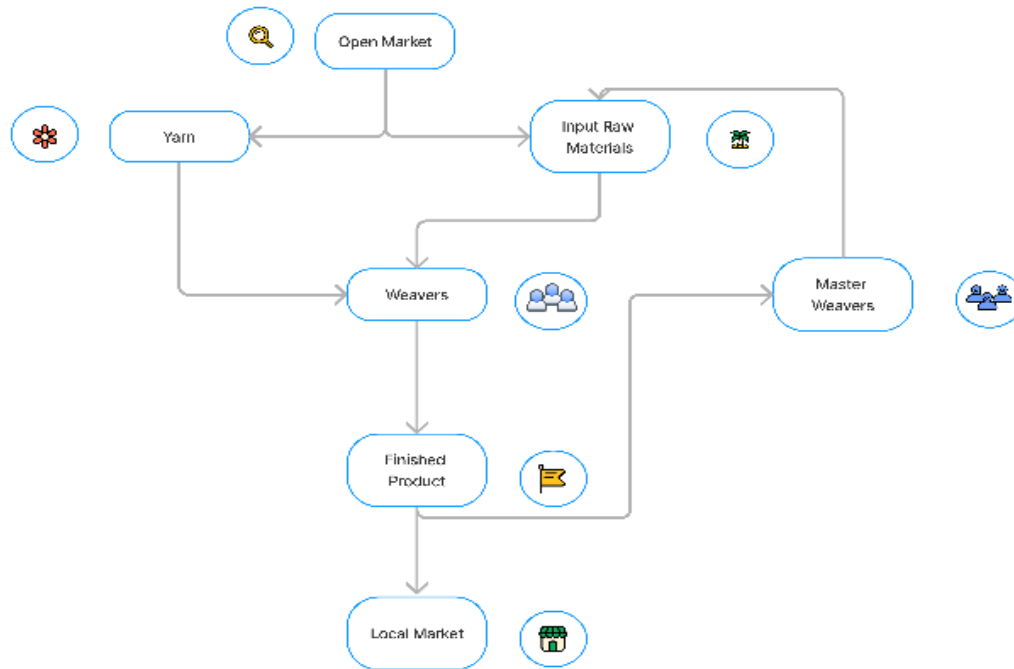 Open Market
Yarn
Input Raw
Materials
Weavers
Master
Weavers
Finished
Product
Local Market